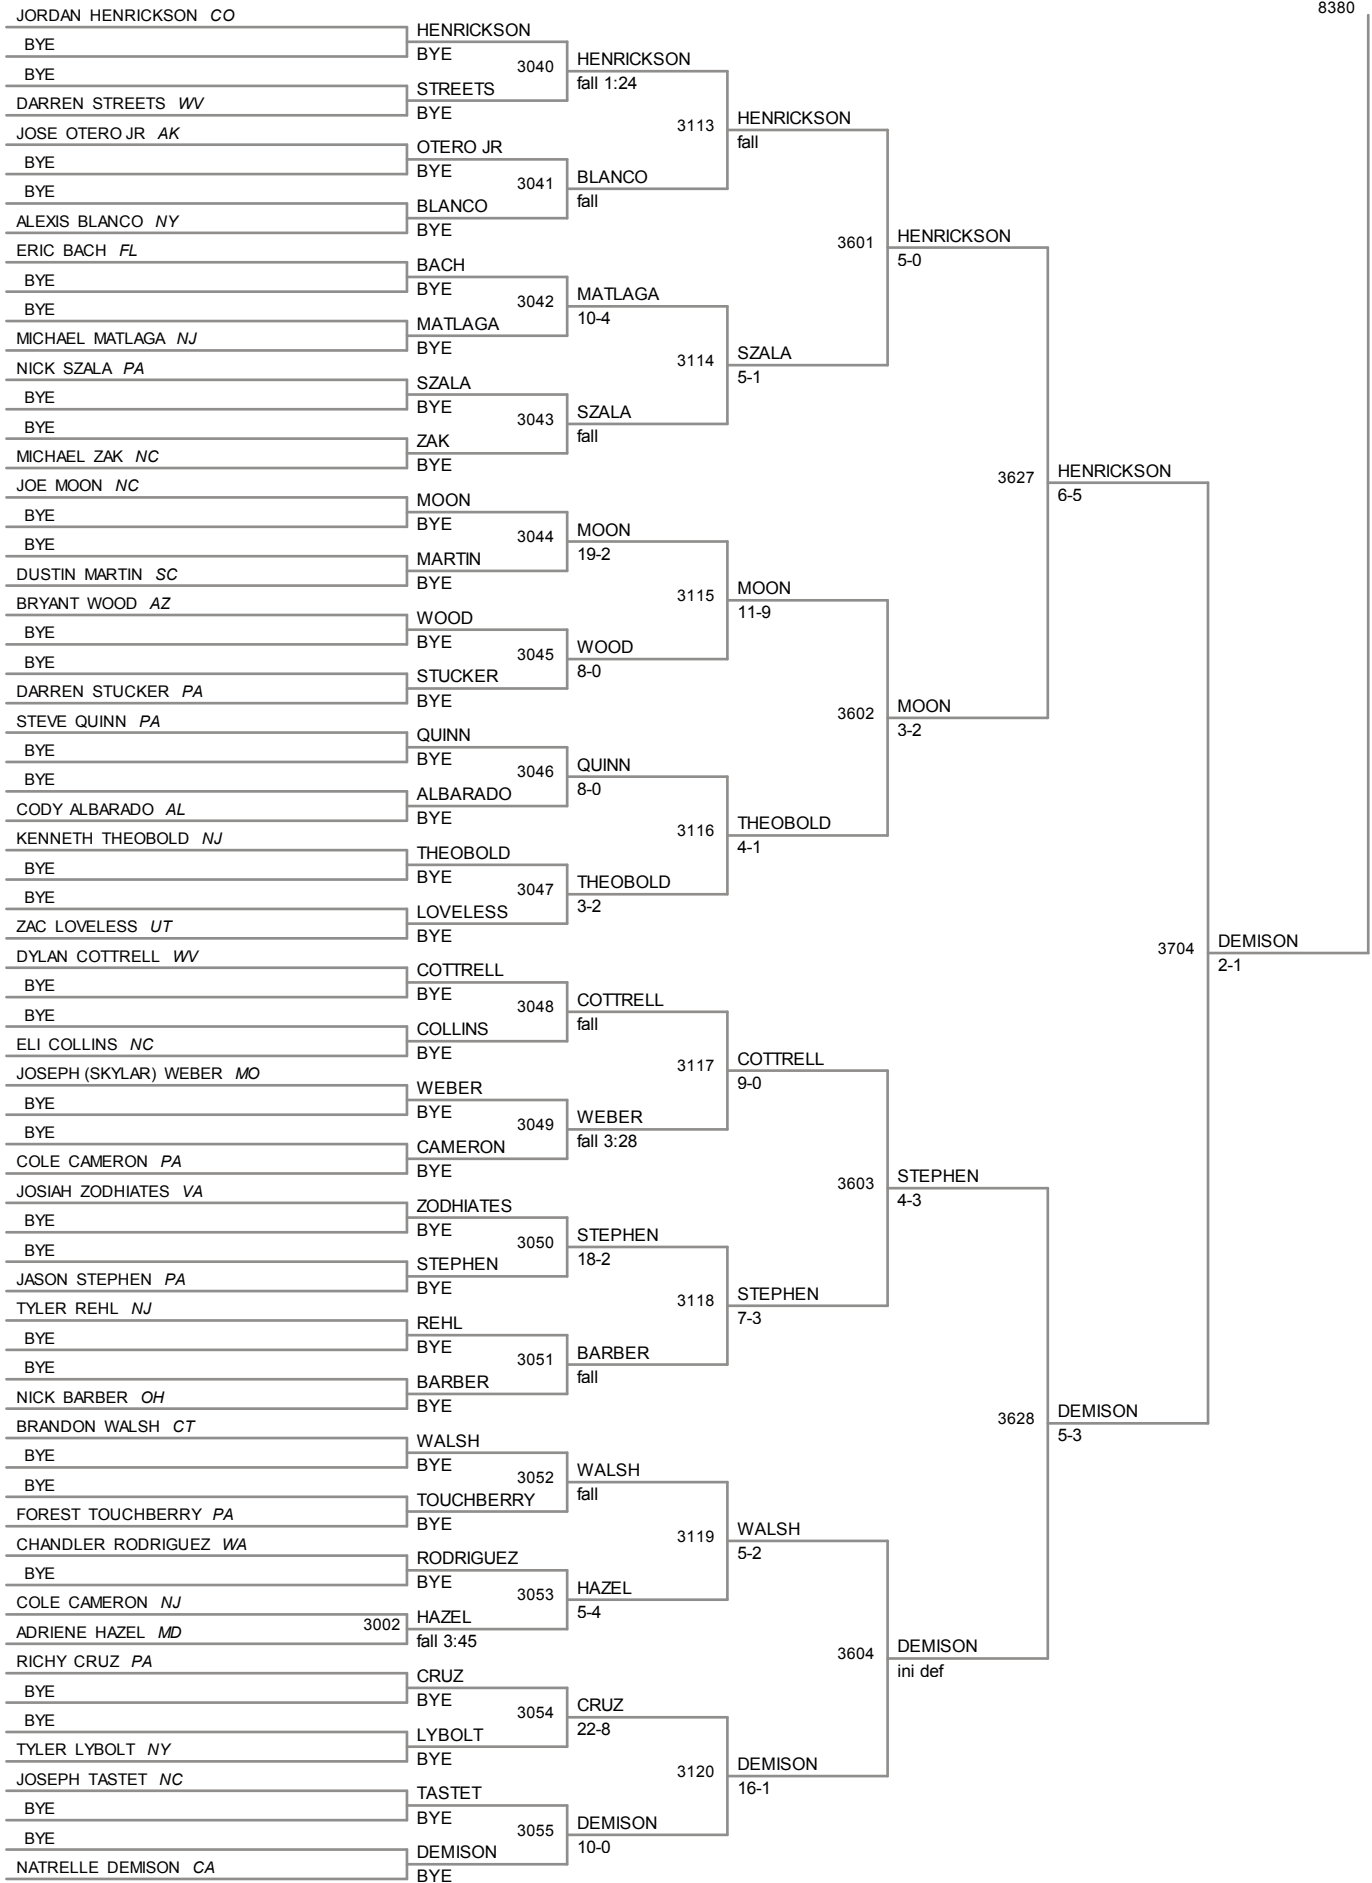 8380
JORDAN HENRICKSON CO
BYE
BYE
DARREN STREETS WV
JOSE OTERO JR AK
BYE
BYE
ALEXIS BLANCO NY
ERIC BACH FL
BYE
BYE
MICHAEL MATLAGA NJ
NICK SZALA PA
BYE
BYE
MICHAEL ZAK NC
JOE MOON NC
BYE
BYE
DUSTIN MARTIN SC
BRYANT WOOD AZ
BYE
BYE
DARREN STUCKER PA
STEVE QUINN PA
BYE
BYE
CODY ALBARADO AL
KENNETH THEOBOLD NJ
BYE
BYE
ZAC LOVELESS UT
DYLAN COTTRELL WV
BYE
BYE
ELI COLLINS NC
JOSEPH (SKYLAR) WEBER MO
BYE
BYE
COLE CAMERON PA
JOSIAH ZODHIATES VA
BYE
BYE
JASON STEPHEN PA
TYLER REHL NJ
BYE
BYE
NICK BARBER OH
BRANDON WALSH CT
BYE
BYE
FOREST TOUCHBERRY PA
CHANDLER RODRIGUEZ WA
BYE
COLE CAMERON NJ
ADRIENE HAZEL MD
RICHY CRUZ PA
BYE
BYE
TYLER LYBOLT NY
JOSEPH TASTET NC
BYE
BYE
NATRELLE DEMISON CA
3002
HENRICKSON
BYE
STREETS
BYE
OTERO JR
BYE
BLANCO
BYE
BACH
BYE
MATLAGA
BYE
SZALA
BYE
ZAK
BYE
MOON
BYE
MARTIN
BYE
WOOD
BYE
STUCKER
BYE
QUINN
BYE
ALBARADO
BYE
THEOBOLD
BYE
LOVELESS
BYE
COTTRELL
BYE
COLLINS
BYE
WEBER
BYE
CAMERON
BYE
ZODHIATES
BYE
STEPHEN
BYE
REHL
BYE
BARBER
BYE
WALSH
BYE
TOUCHBERRY
BYE
RODRIGUEZ
BYE
HAZEL
fall 3:45
CRUZ
BYE
LYBOLT
BYE
TASTET
BYE
DEMISON
BYE
3040
3041
3042
3043
3044
3045
3046
3047
3048
3049
3050
3051
3052
3053
3054
3055
HENRICKSON
fall 1:24
BLANCO
fall
MATLAGA
10-4
SZALA
fall
MOON
19-2
WOOD
8-0
QUINN
8-0
THEOBOLD
3-2
COTTRELL
fall
WEBER
fall 3:28
STEPHEN
18-2
BARBER
fall
WALSH
fall
HAZEL
5-4
CRUZ
22-8
DEMISON
10-0
3113
3114
3115
3116
3117
3118
3119
3120
HENRICKSON
fall
SZALA
5-1
MOON
11-9
THEOBOLD
4-1
COTTRELL
9-0
STEPHEN
7-3
WALSH
5-2
DEMISON
16-1
3601
3602
3603
3604
HENRICKSON
5-0
MOON
3-2
STEPHEN
4-3
DEMISON
ini def
3627
3628
HENRICKSON
6-5
DEMISON
5-3
3704
DEMISON
2-1